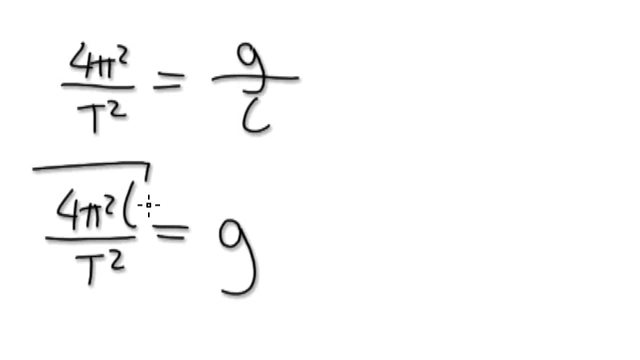 4π²/T² = g/l
4π²l/T² = g